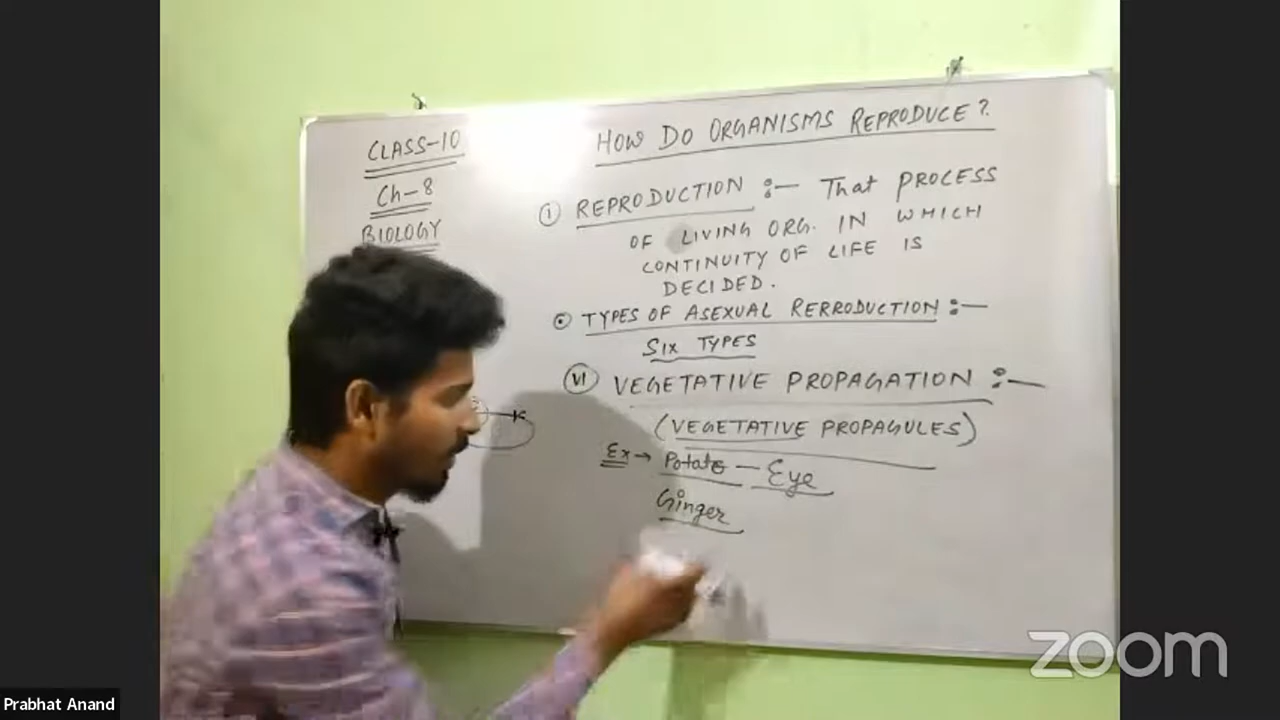 CLASS-10
Ch-8
BIOLOGY
HOW DO ORGANISMS REPRODUCE?
(i) REPRODUCTION :- That PROCESS
OF LIVING ORG. IN WHICH
CONTINUITY OF LIFE IS
DECIDED.
TYPES OF ASEXUAL RERRODUCTION :-
SIX TYPES
(VI) VEGETATIVE PROPAGATION :-
(VEGETATIVE PROPAGULES)
Ex → Potato - Eye
Ginger
zoom
Prabhat Anand